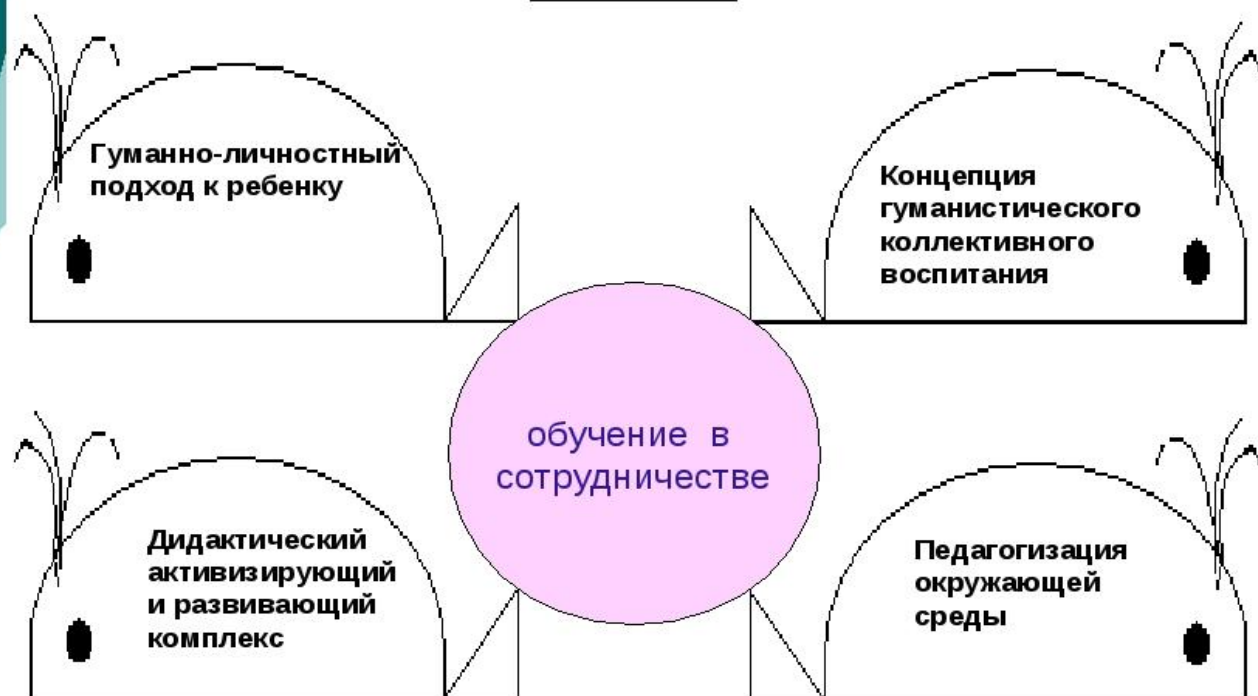 Гуманно-личностный
подход к ребенку
Концепция
гуманистического
коллективного
воспитания
обучение в
сотрудничестве
Дидактический
активизирующий
и развивающий
комплекс
Педагогизация
окружающей
среды